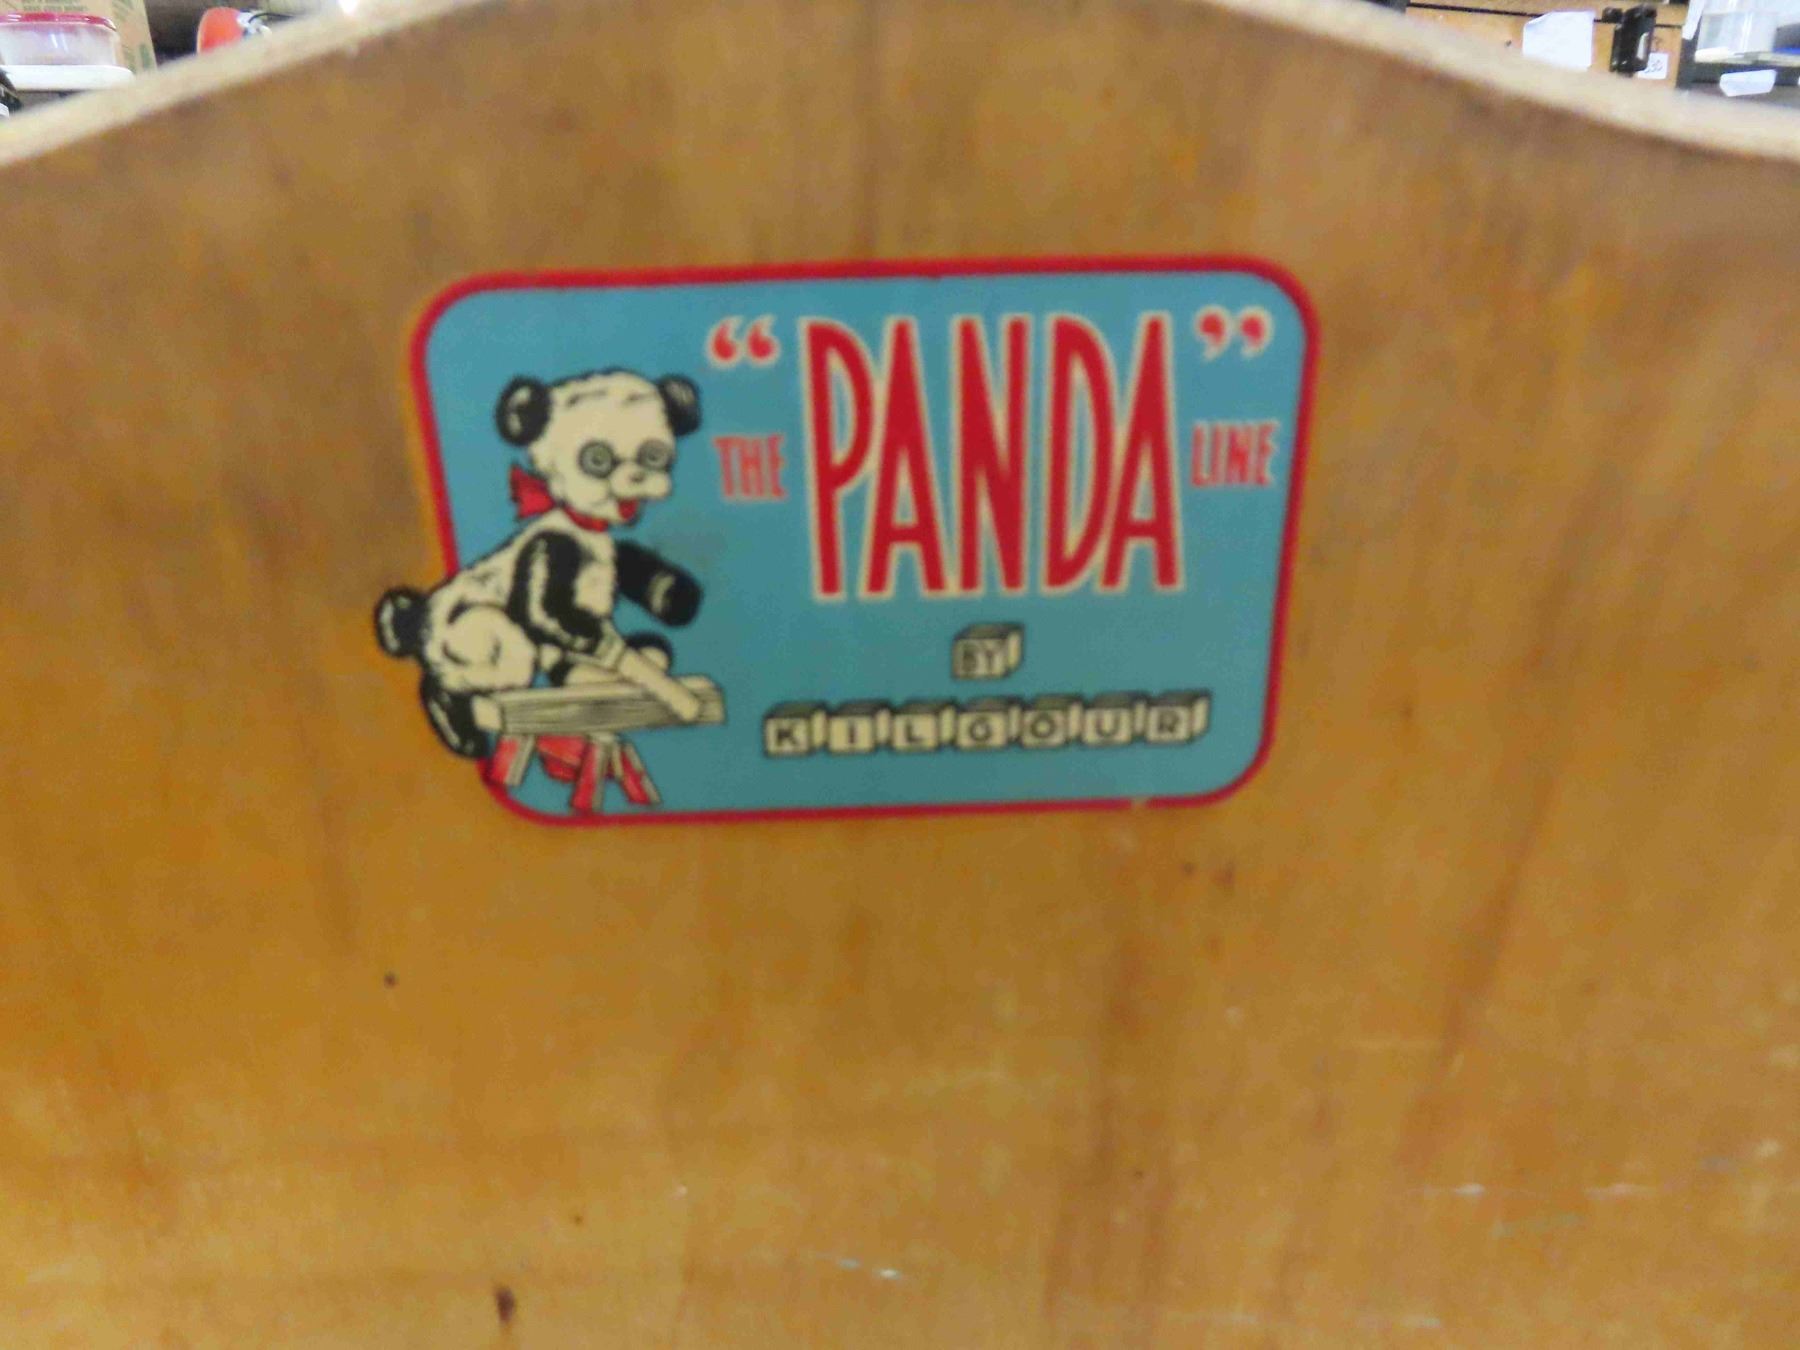 THE "PANDA" LINE
BY
KILGOUR